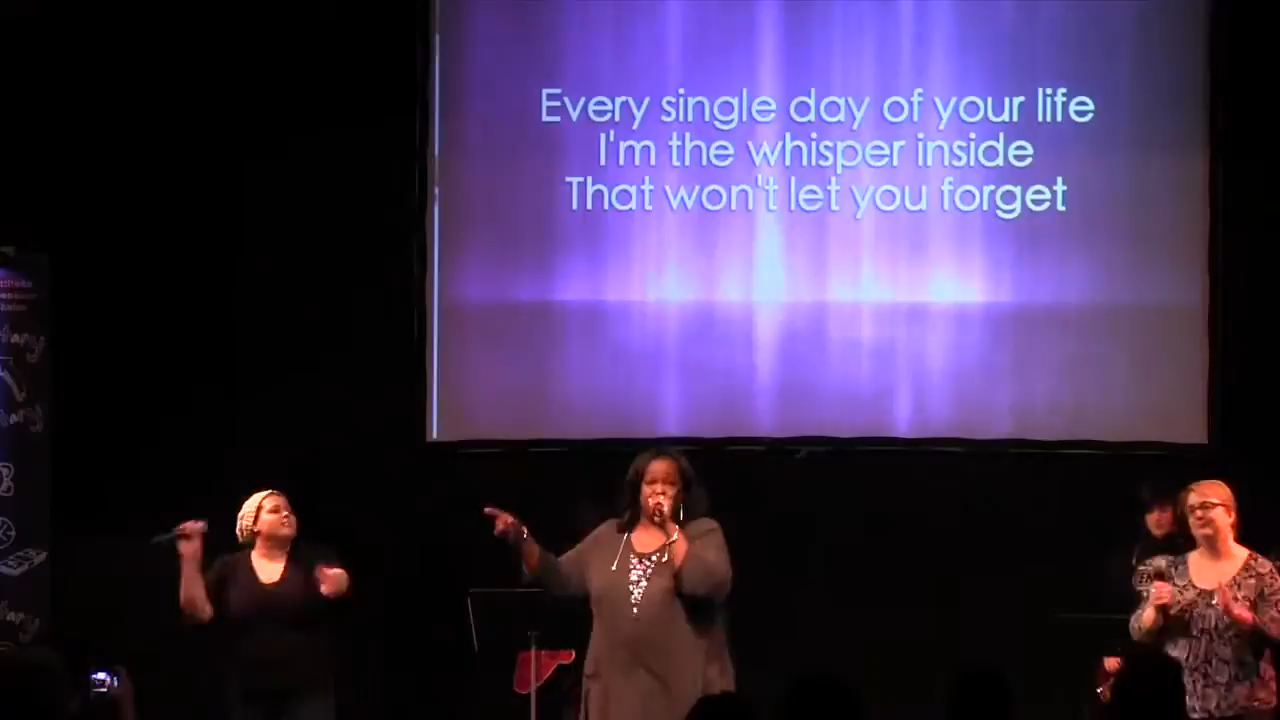 Every single day of your life
I'm the whisper inside
That won't let you forget